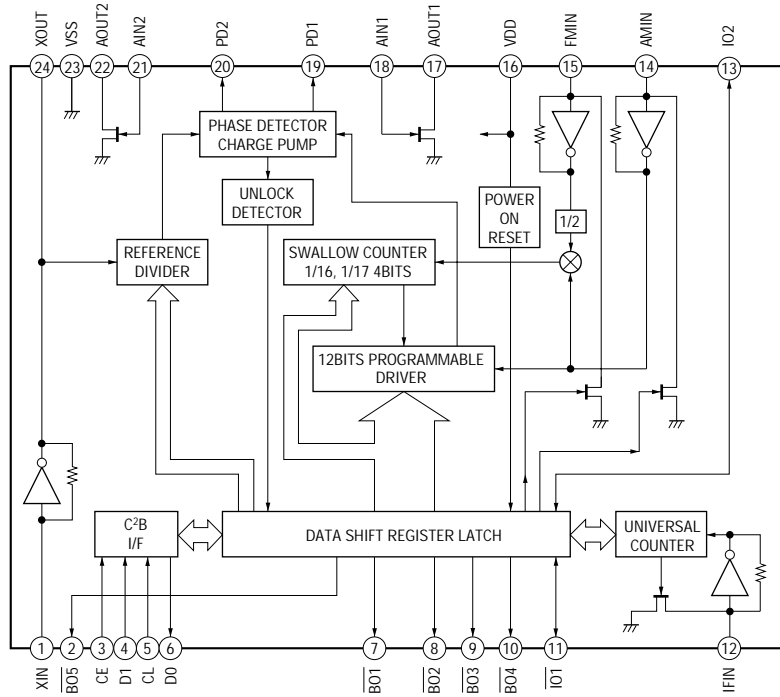 XOUT
VSS
AOUT2
AIN2
PD2
PD1
AIN1
AOUT1
VDD
FMIN
AMIN
IO2
24
23
22
21
20
19
18
17
16
15
14
13
PHASE DETECTOR
CHARGE PUMP
UNLOCK
DETECTOR
POWER
ON
RESET
1/2
REFERENCE
DIVIDER
SWALLOW COUNTER
1/16, 1/17 4BITS
12BITS PROGRAMMABLE
DRIVER
C²B
I/F
DATA SHIFT REGISTER LATCH
UNIVERSAL
COUNTER
1
2
3
4
5
6
7
8
9
10
11
12
XIN
BO5
CE
D1
CL
D0
BO1
BO2
BO3
BO4
IO1
IFIN